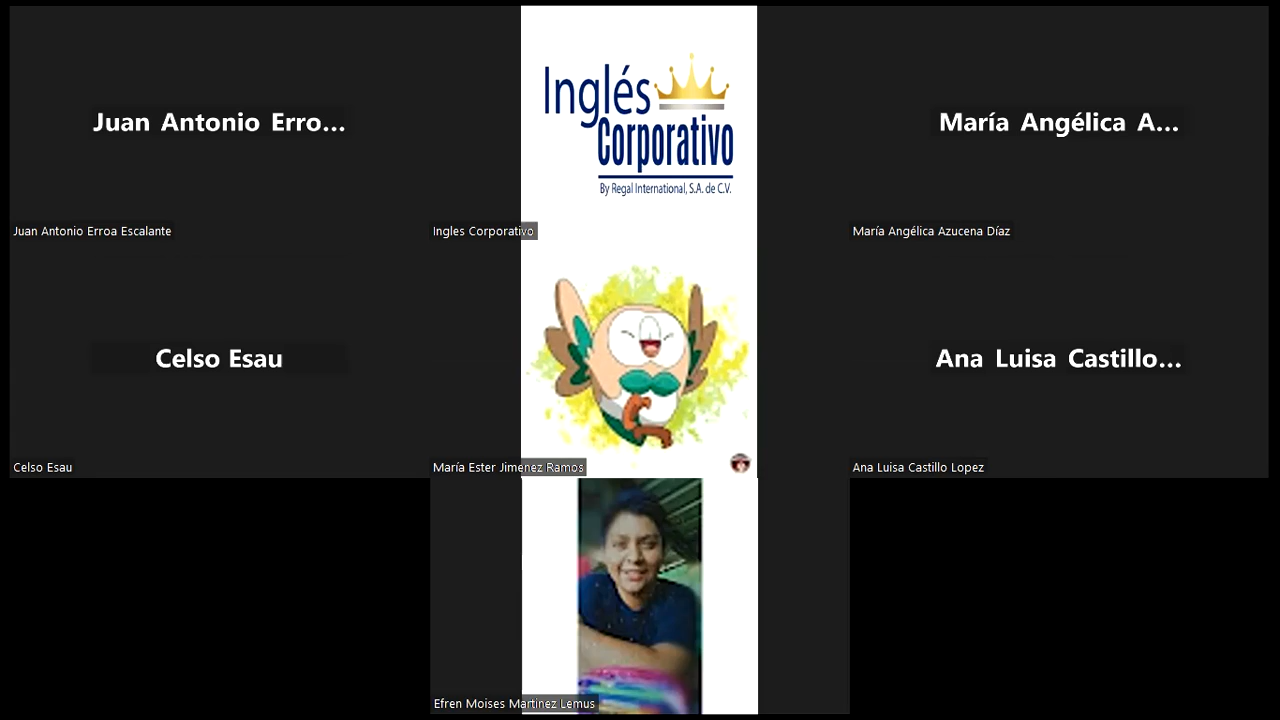 Juan Antonio Erro...
Inglés
Corporativo
By Regal International, S.A. de C.V.
María Angélica A...
Juan Antonio Erroa Escalante
Ingles Corporativo
María Angélica Azucena Díaz
Celso Esau
Ana Luisa Castillo...
Celso Esau
María Ester Jimenez Ramos
Ana Luisa Castillo Lopez
Efren Moises Martinez Lemus